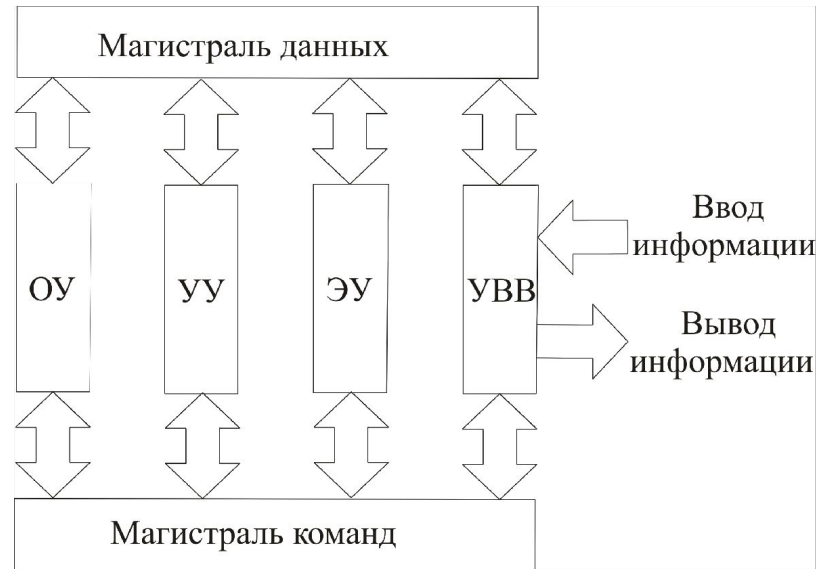 Магистраль данных
ОУ
УУ
ЭУ
УВВ
Ввод
информации
Вывод
информации
Магистраль команд